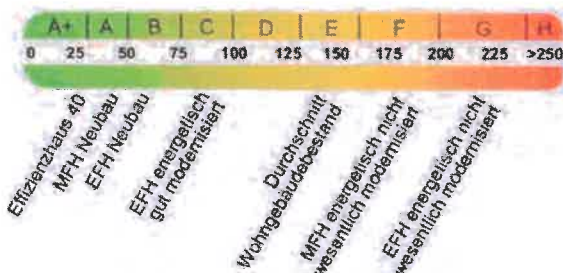 A+ A B C D E F G H
0 25 50 75 100 125 150 175 200 225 >250
Effizienzhaus 40
MFH Neubau
EFH Neubau
EFH energetisch
gut modernisiert
Durchschnitt
Wohngebäudebestand
MFH energetisch nicht
wesentlich modernisiert
EFH energetisch nicht
wesentlich modernisiert